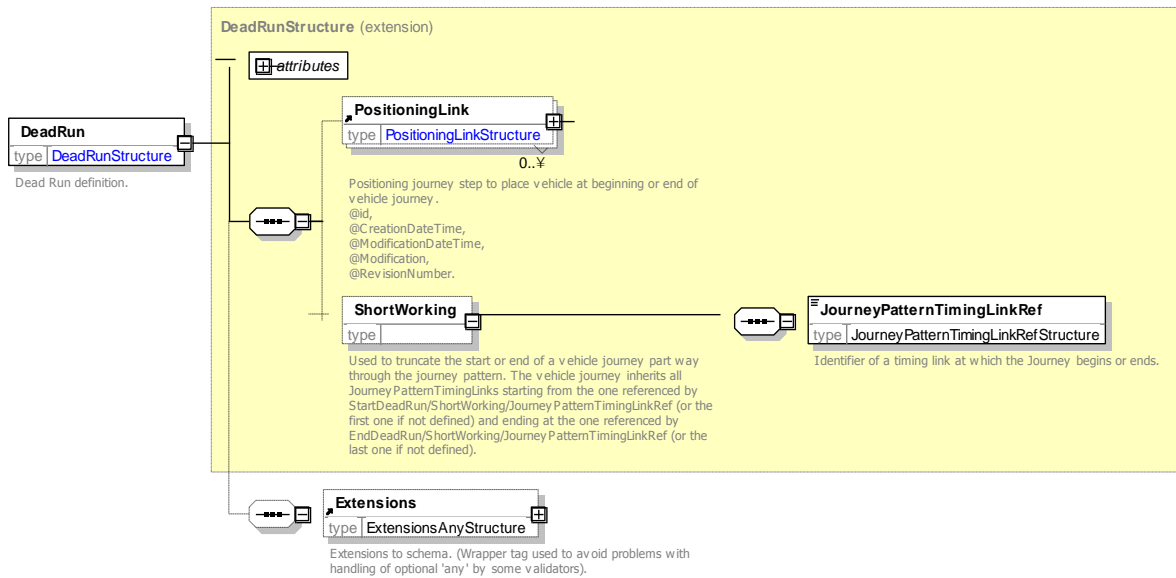 DeadRunStructure (extension)
attributes
DeadRun
type DeadRunStructure
Dead Run definition.
PositioningLink
type PositioningLinkStructure
0..¥
Positioning journey step to place vehicle at beginning or end of
vehicle journey.
@id,
@CreationDateTime,
@ModificationDateTime,
@Modification,
@RevisionNumber.
ShortWorking
type
Used to truncate the start or end of a vehicle journey part way
through the journey pattern. The vehicle journey inherits all
JourneyPatternTimingLinks starting from the one referenced by
StartDeadRun/ShortWorking/JourneyPatternTimingLinkRef (or the
first one if not defined) and ending at the one referenced by
EndDeadRun/ShortWorking/JourneyPatternTimingLinkRef (or the
last one if not defined).
JourneyPatternTimingLinkRef
type JourneyPatternTimingLinkRefStructure
Identifier of a timing link at which the Journey begins or ends.
Extensions
type ExtensionsAnyStructure
Extensions to schema. (Wrapper tag used to avoid problems with
handling of optional 'any' by some validators).